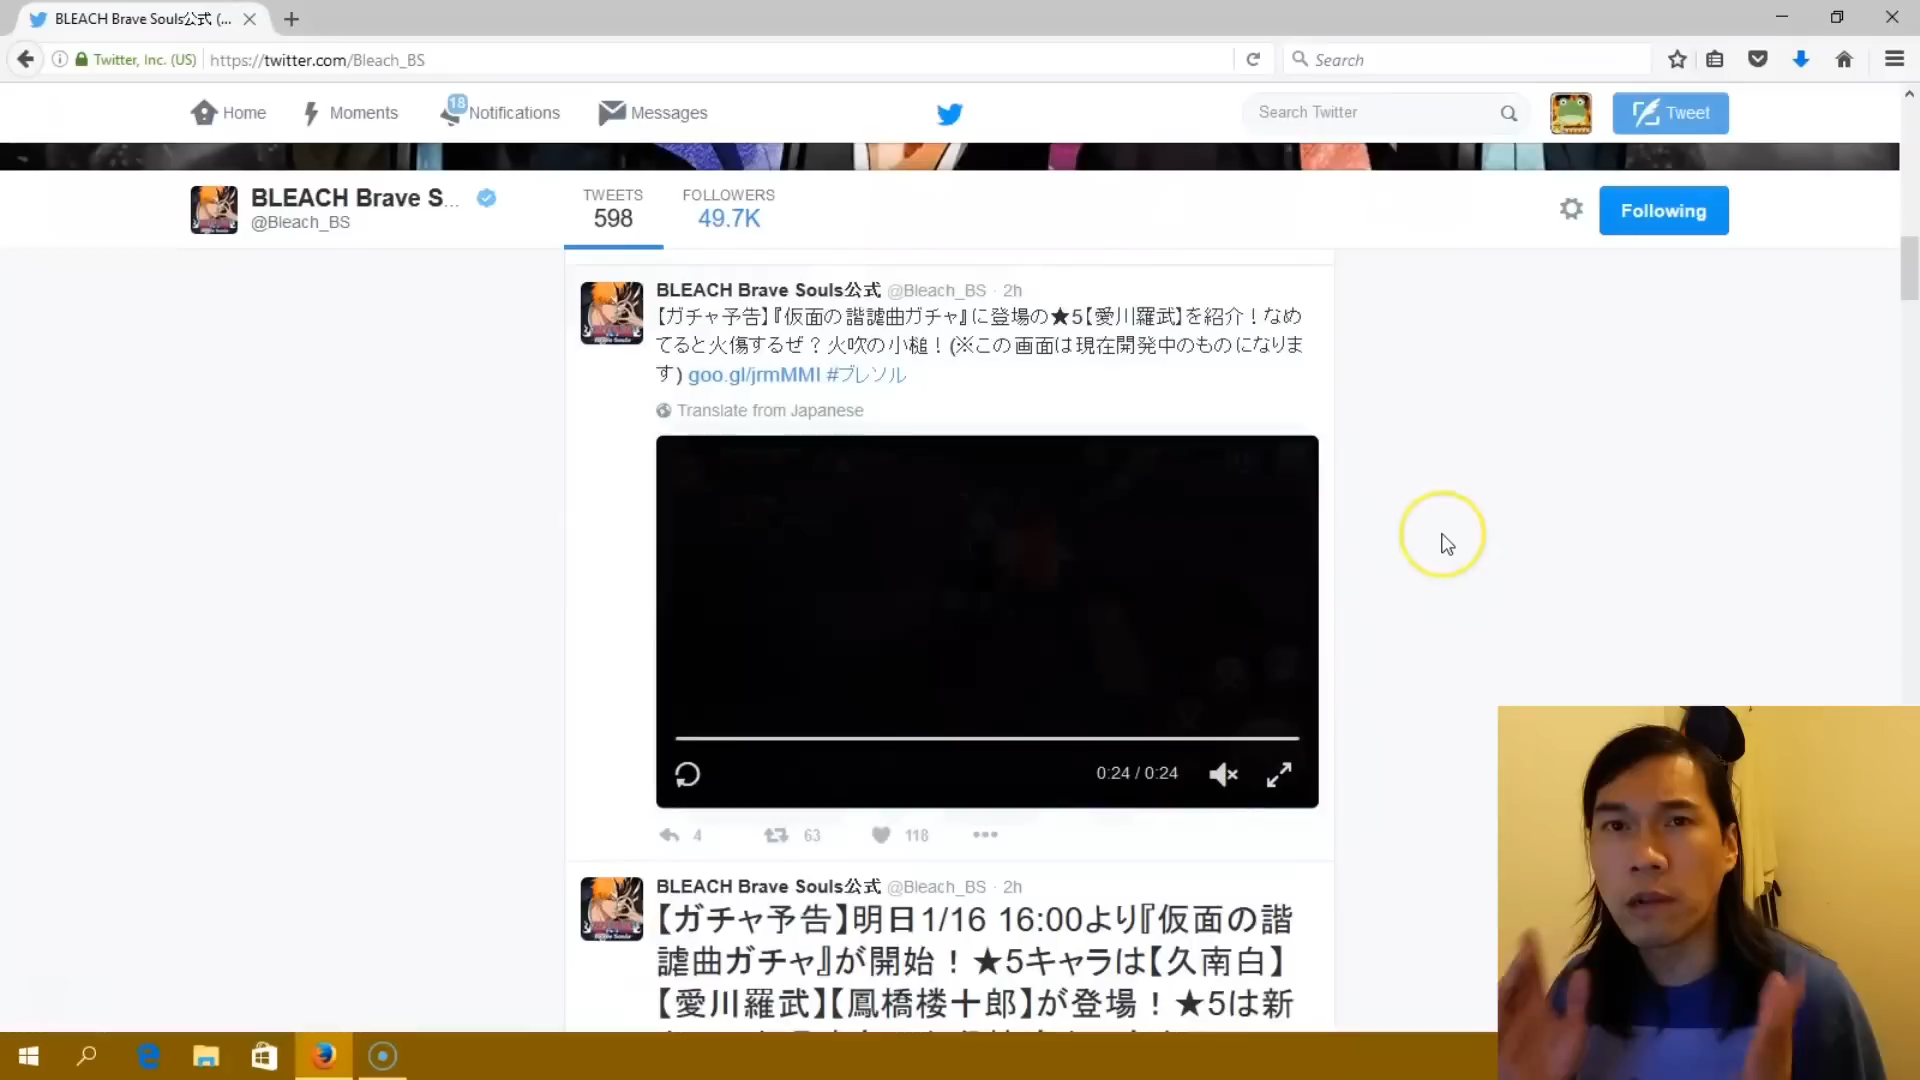 BLEACH Brave Souls公式 (...
Twitter, Inc. (US)
https://twitter.com/Bleach_BS
Search
Home
Moments
18
Notifications
Messages
Search Twitter
Tweet
BLEACH Brave S...
@Bleach_BS
TWEETS
598
FOLLOWERS
49.7K
Following
BLEACH Brave Souls公式 @Bleach_BS · 2h
【ガチャ予告】『仮面の諧謔曲ガチャ』に登場の★5【愛川羅武】を紹介！なめ
てると火傷するぜ？火吹の小槌！(※この画面は現在開発中のものになりま
す) goo.gl/jrmMMI #ブレソル
Translate from Japanese
0:24 / 0:24
4
63
118
BLEACH Brave Souls公式 @Bleach_BS · 2h
【ガチャ予告】明日1/16 16:00より『仮面の諧
謔曲ガチャ』が開始！★5キャラは【久南白】
【愛川羅武】【鳳橋楼十郎】が登場！★5は新